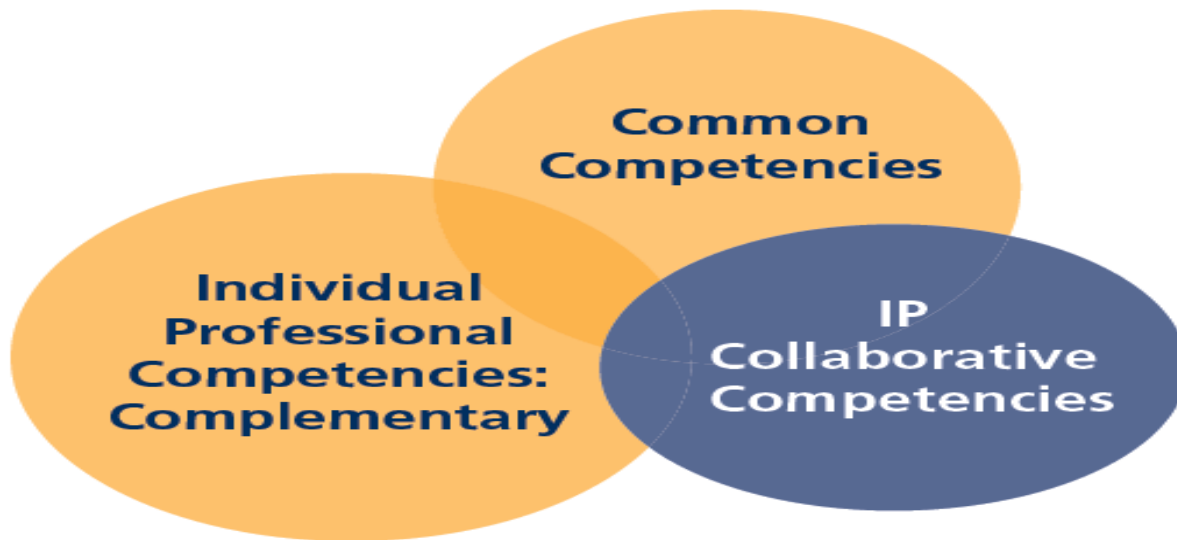 Common
Competencies
Individual
Professional
Competencies:
Complementary
IP
Collaborative
Competencies